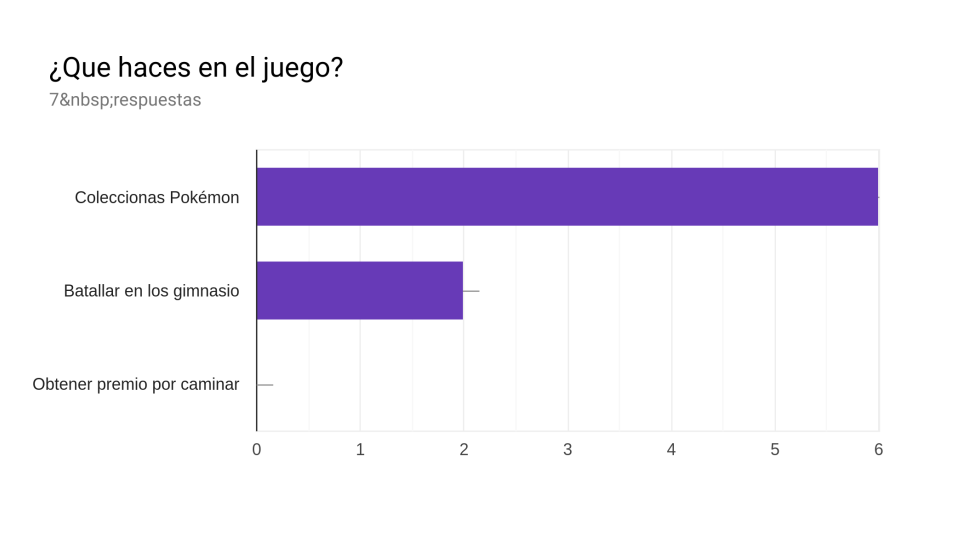 ¿Que haces en el juego?
7&nbsp;respuestas
Coleccionas Pokémon
Batallar en los gimnasio
Obtener premio por caminar
0 1 2 3 4 5 6